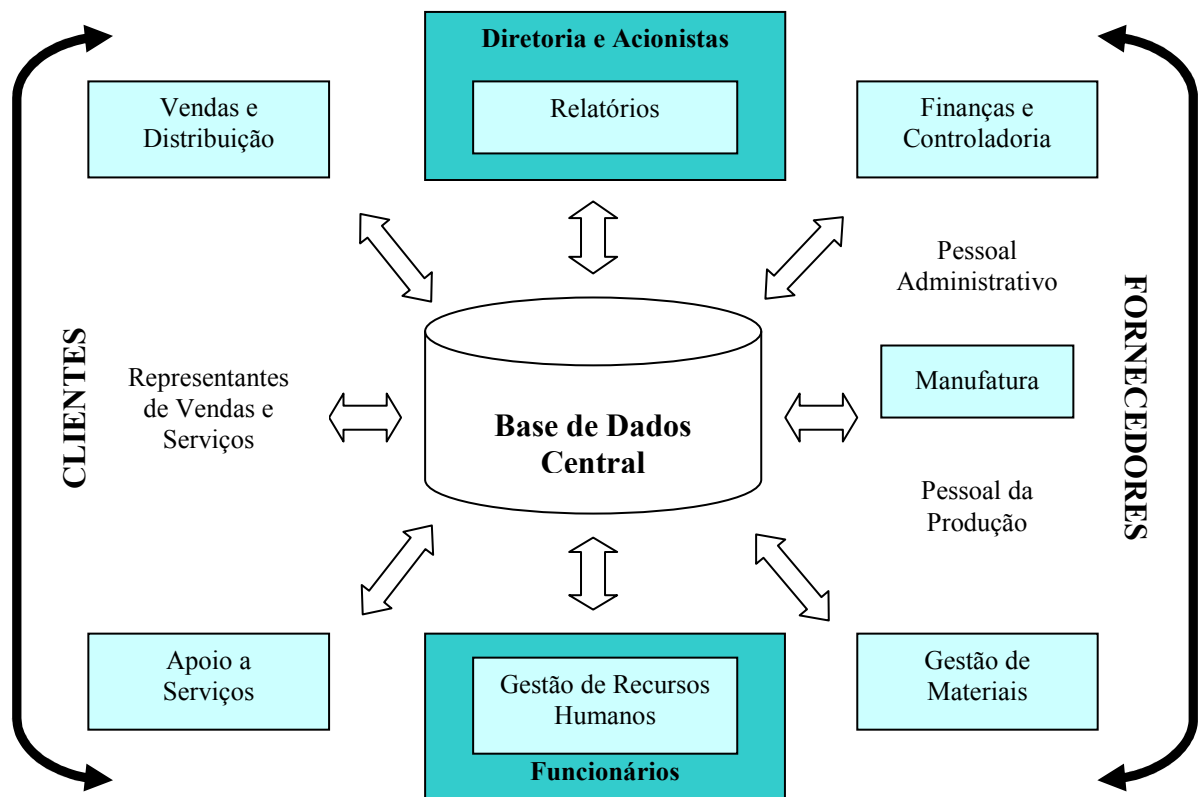 Diretoria e Acionistas
Relatórios
Vendas e
Distribuição
Finanças e
Controladoria
Pessoal
Administrativo
CLIENTES
Representantes
de Vendas e
Serviços
Base de Dados
Central
Manufatura
FORNECEDORES
Pessoal da
Produção
Apoio a
Serviços
Gestão de Recursos
Humanos
Funcionários
Gestão de
Materiais